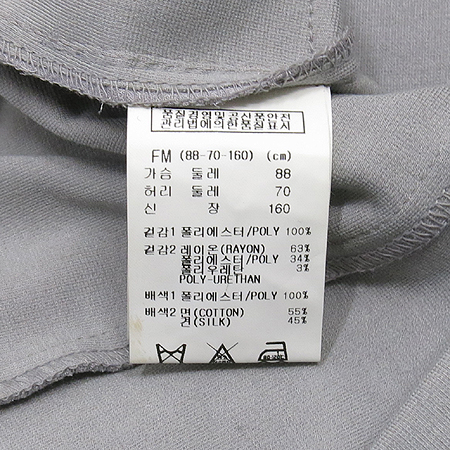 품질경영및공산품안전
관리법에의한품질표시
FM (88-70-160) (cm)
가슴 둘레 88
허리 둘레 70
신 장 160
겉감1 폴리에스터/POLY 100%
겉감2 레이온(RAYON) 63%
폴리에스터/POLY 34%
폴리우레탄 3%
POLY-URETHAN
배색1 폴리에스터/POLY 100%
배색2 면(COTTON) 55%
견(SILK) 45%